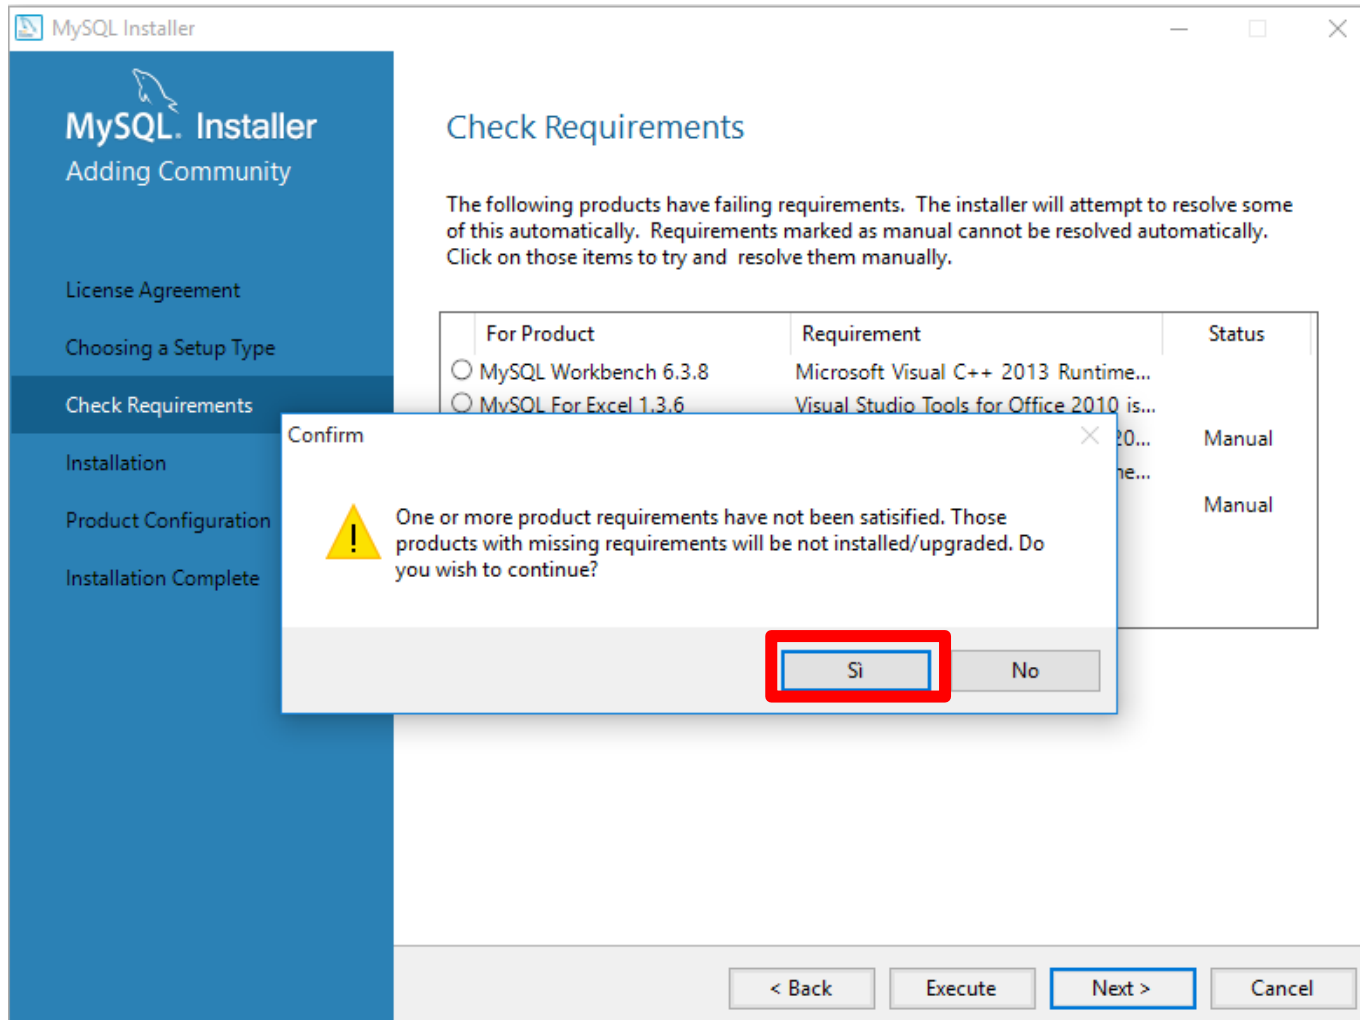 MySQL Installer
MySQL. Installer
Adding Community
License Agreement
Choosing a Setup Type
Check Requirements
Installation
Product Configuration
Installation Complete
Check Requirements
The following products have failing requirements. The installer will attempt to resolve some
of this automatically. Requirements marked as manual cannot be resolved automatically.
Click on those items to try and resolve them manually.
For Product Requirement Status
MySQL Workbench 6.3.8 Microsoft Visual C++ 2013 Runtime...
MySQL For Excel 1.3.6 Visual Studio Tools for Office 2010 is...
Manual
Manual
Confirm
One or more product requirements have not been satisified. Those
products with missing requirements will be not installed/upgraded. Do
you wish to continue?
Sì No
< Back Execute Next > Cancel